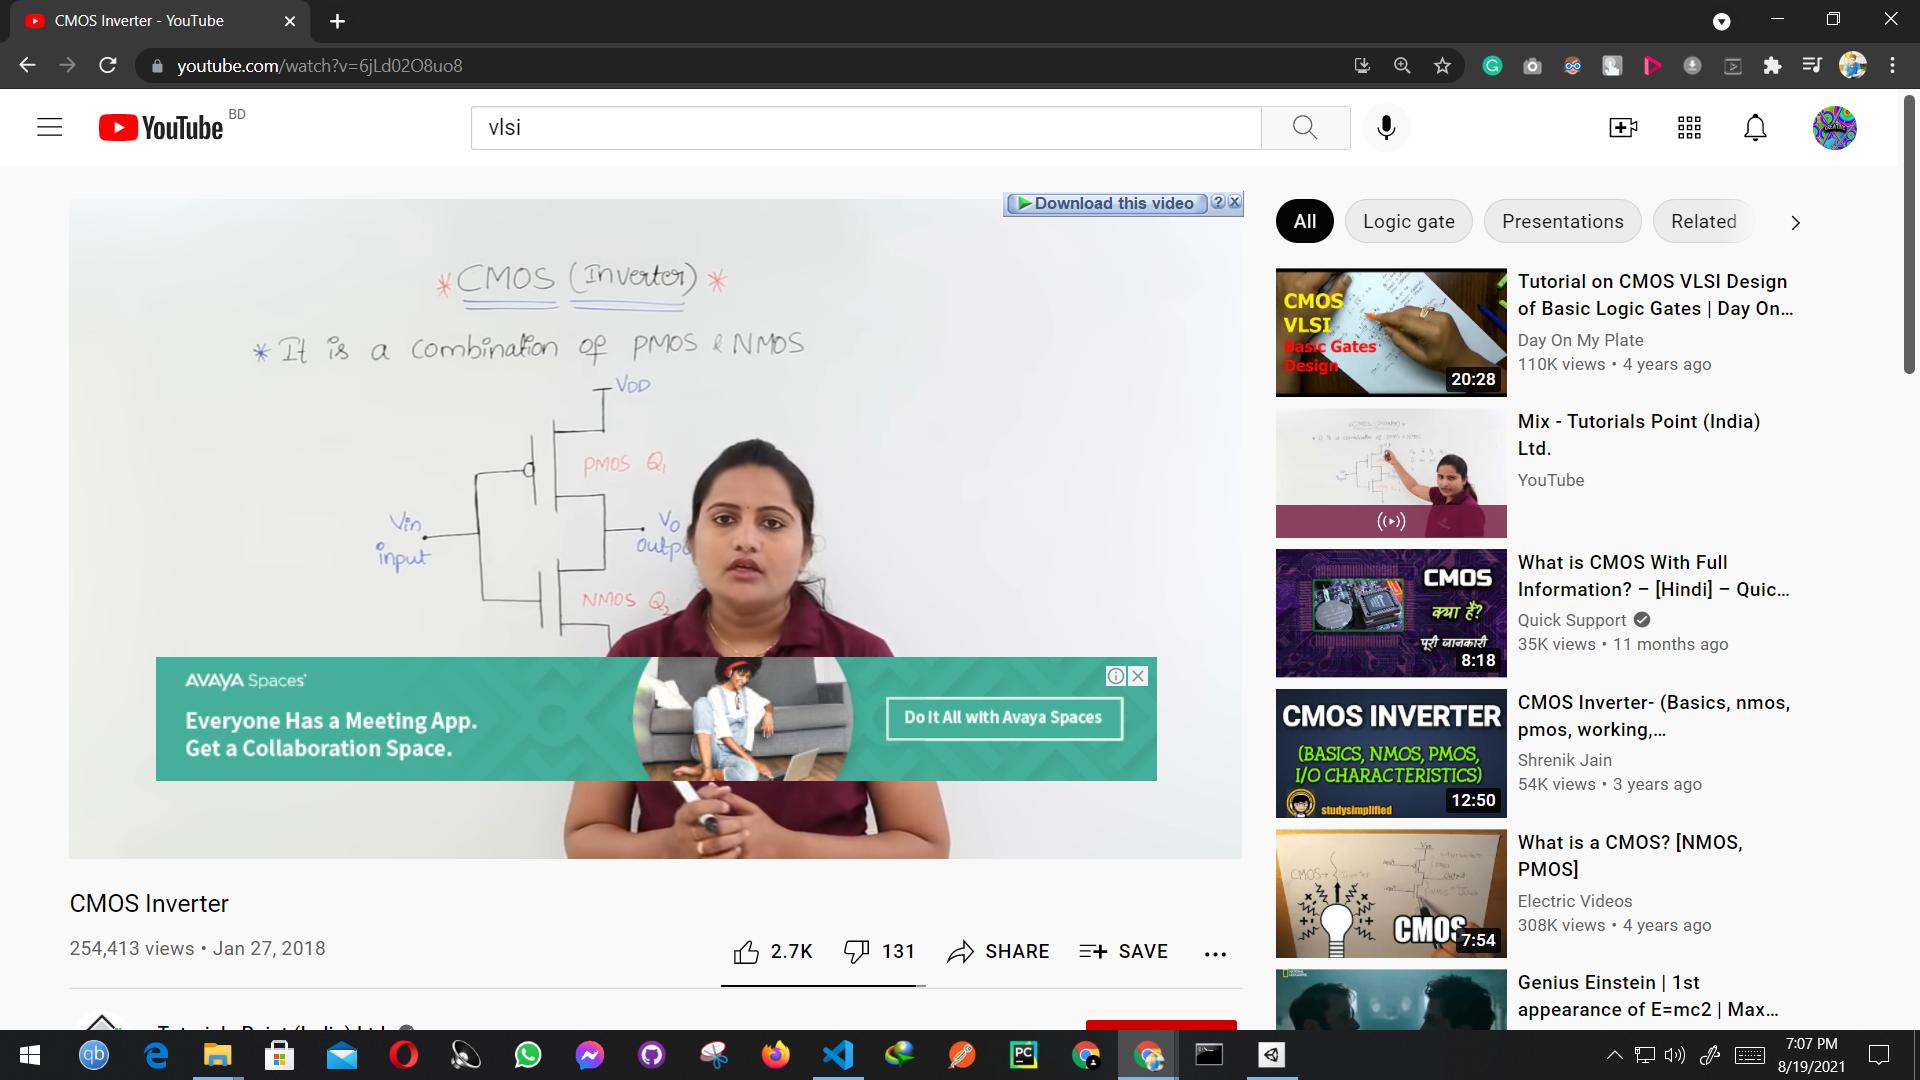 CMOS Inverter - YouTube
youtube.com/watch?v=6jLd02O8uo8
YouTube BD
vlsi
Download this video ? X
* CMOS (Inverter) *
* It is a combination of PMOS & NMOS
VDD
PMOS Q1
Vin
input
Vo
NMOS Q2
AVAYA Spaces
Everyone Has a Meeting App.
Get a Collaboration Space.
Do It All with Avaya Spaces
CMOS Inverter
254,413 views • Jan 27, 2018
2.7K
131
SHARE
SAVE
All
Logic gate
Presentations
Related
CMOS
VLSI
Basic Gates
Design
20:28
Tutorial on CMOS VLSI Design
of Basic Logic Gates | Day On...
Day On My Plate
110K views • 4 years ago
Mix - Tutorials Point (India)
Ltd.
YouTube
CMOS
क्या है?
पूरी जानकारी
8:18
What is CMOS With Full
Information? – [Hindi] – Quic...
Quick Support
35K views • 11 months ago
CMOS INVERTER
(BASICS, NMOS, PMOS,
I/O CHARACTERISTICS)
studysimplified
12:50
CMOS Inverter- (Basics, nmos,
pmos, working,...
Shrenik Jain
54K views • 3 years ago
CMOS
7:54
What is a CMOS? [NMOS,
PMOS]
Electric Videos
308K views • 4 years ago
Genius Einstein | 1st
appearance of E=mc2 | Max...
qb
PC
7:07 PM
8/19/2021